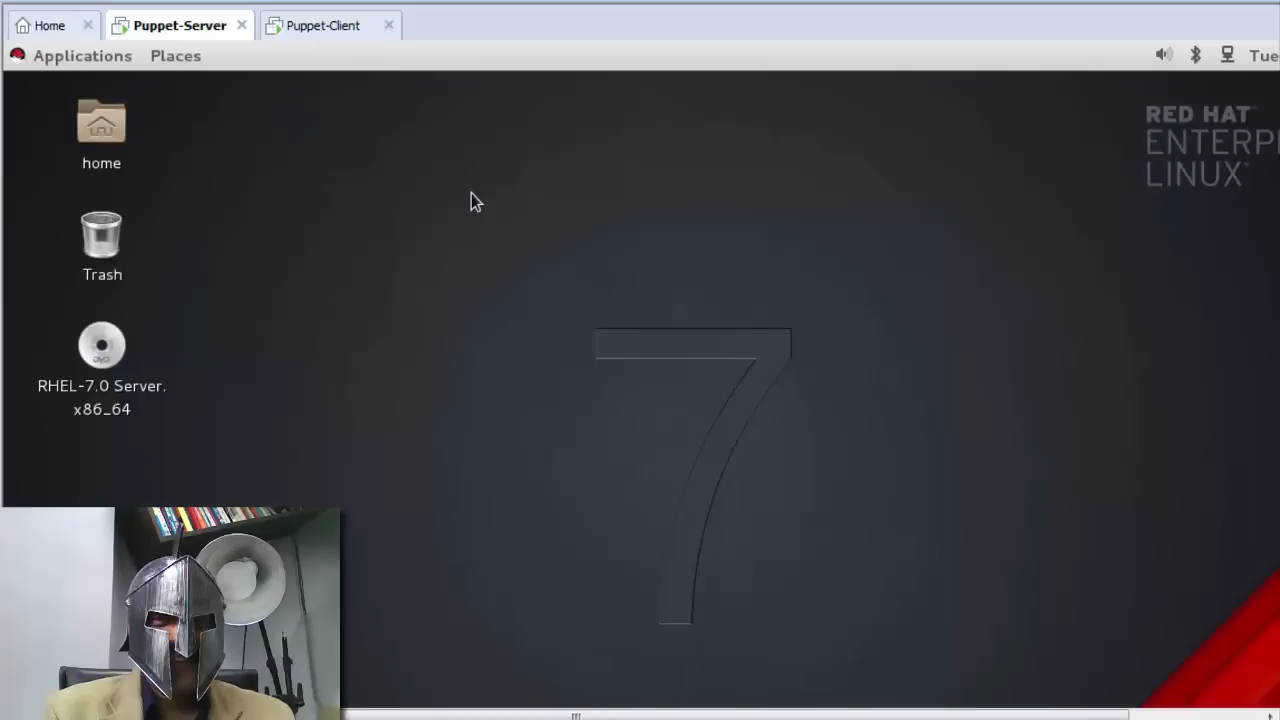 Home
Puppet-Server
Puppet-Client
Applications
Places
Tue
home
Trash
RHEL-7.0 Server.
x86_64
RED HAT
ENTERPR
LINUX
7